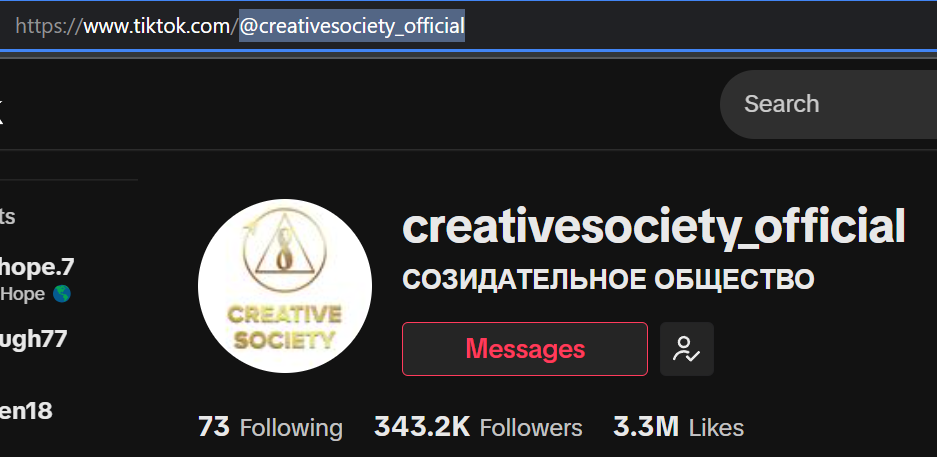 https://www.tiktok.com/@creativesociety_official
Search
ts
hope.7
Hope
ugh77
en18
CREATIVE
SOCIETY
creativesociety_official
СОЗИДАТЕЛЬНОЕ ОБЩЕСТВО
Messages
73 Following 343.2K Followers 3.3M Likes